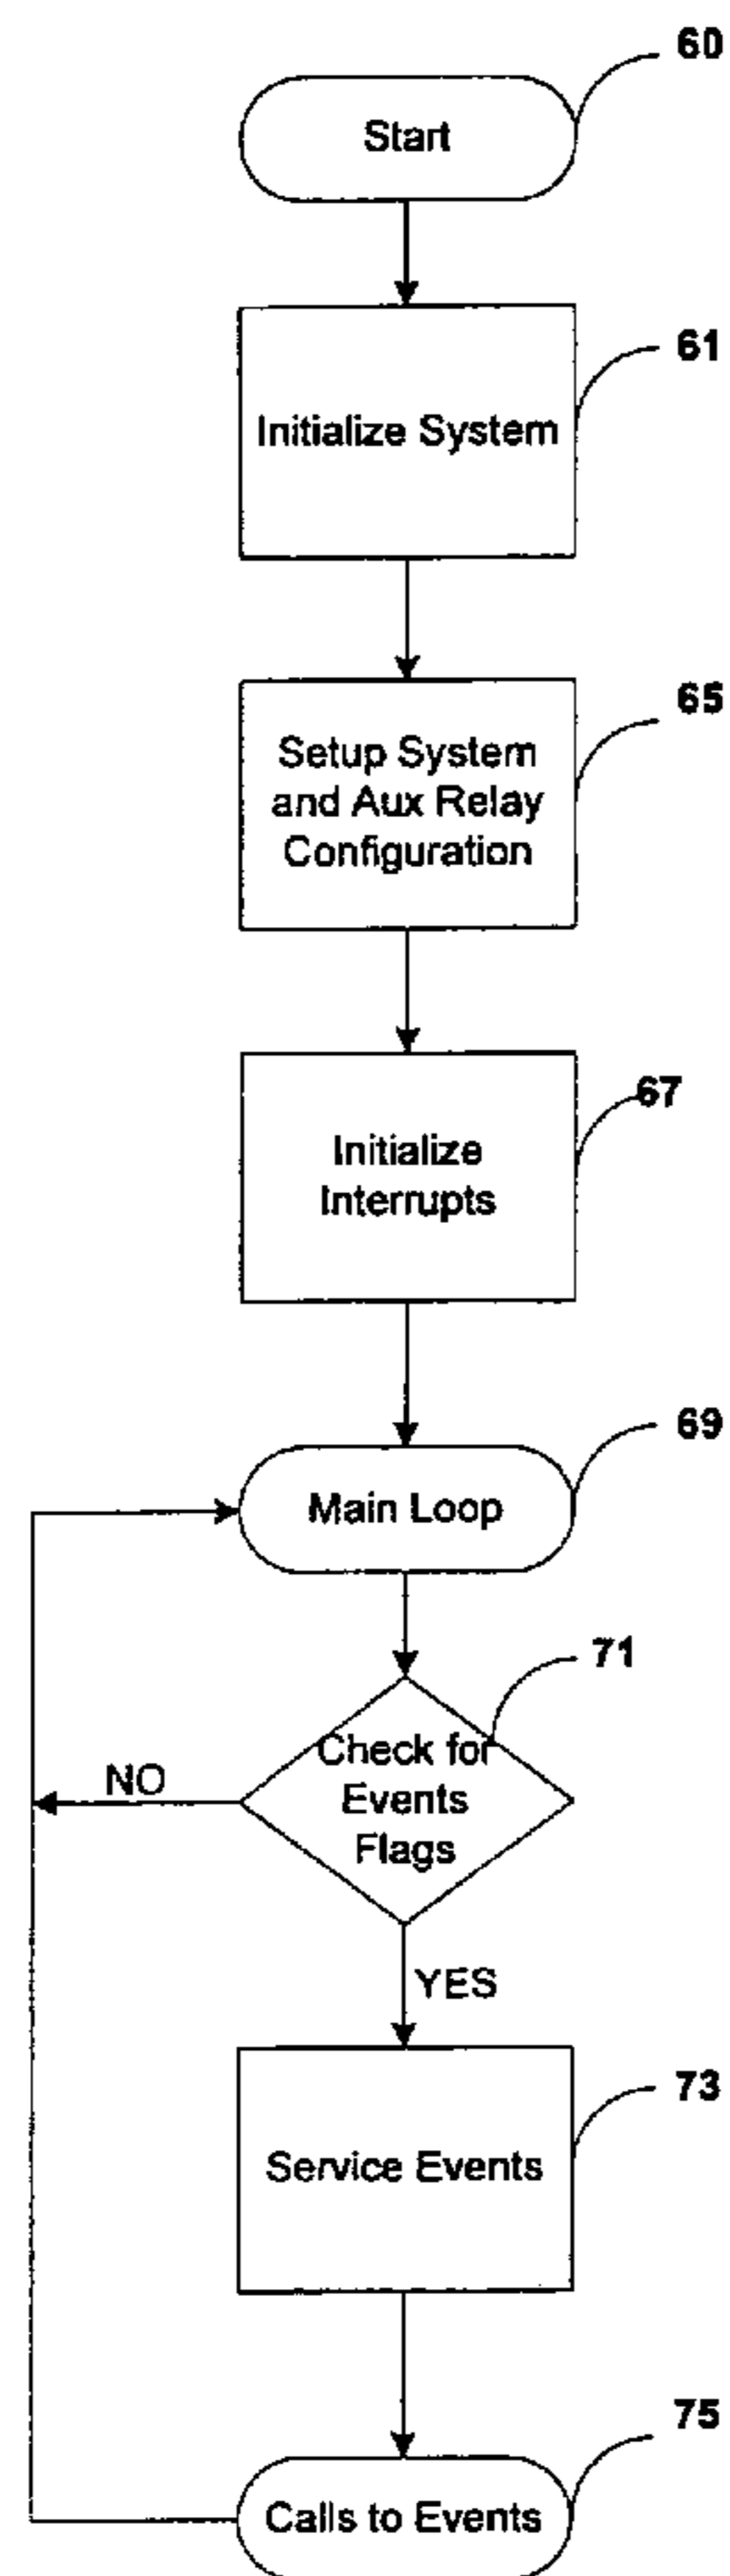 60
Start
61
Initialize System
65
Setup System
and Aux Relay
Configuration
67
Initialize
Interrupts
69
Main Loop
71
Check for
Events
Flags
NO
YES
73
Service Events
75
Calls to Events